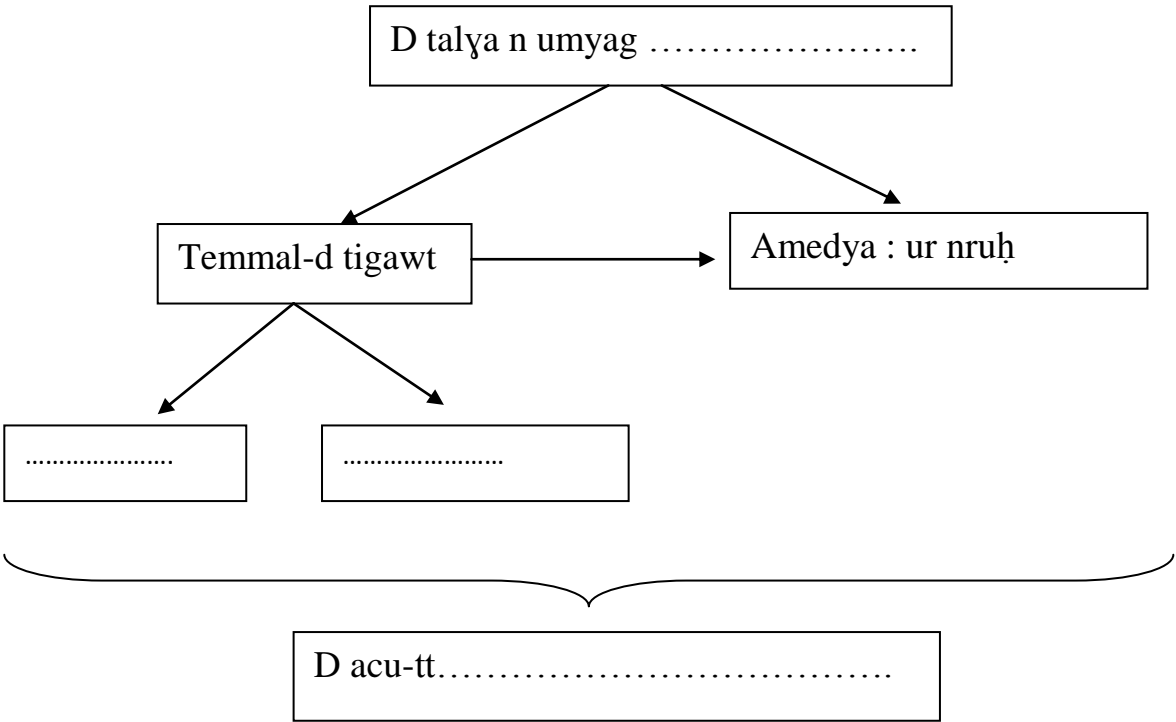 D talɣa n umyag ………………….
Temmal-d tigawt
Amedya : ur nruḥ
………………….
……………………
D acu-tt……………………………….